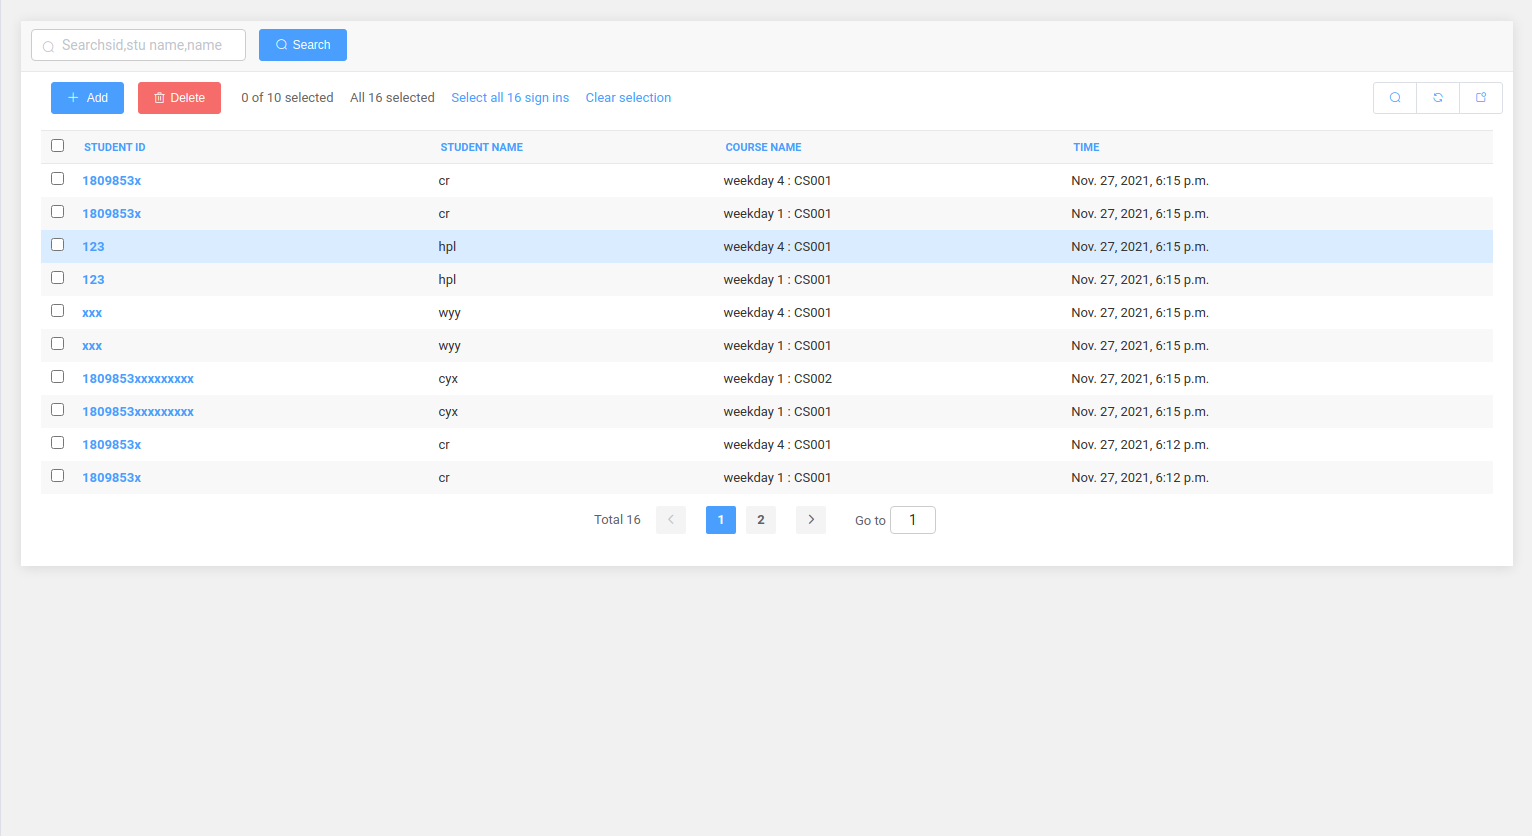 Searchsid,stu name,name Search
Add Delete 0 of 10 selected All 16 selected Select all 16 sign ins Clear selection
STUDENT ID STUDENT NAME COURSE NAME TIME
1809853x cr weekday 4 : CS001 Nov. 27, 2021, 6:15 p.m.
1809853x cr weekday 1 : CS001 Nov. 27, 2021, 6:15 p.m.
123 hpl weekday 4 : CS001 Nov. 27, 2021, 6:15 p.m.
123 hpl weekday 1 : CS001 Nov. 27, 2021, 6:15 p.m.
xxx wyy weekday 4 : CS001 Nov. 27, 2021, 6:15 p.m.
xxx wyy weekday 1 : CS001 Nov. 27, 2021, 6:15 p.m.
1809853xxxxxxxxx cyx weekday 1 : CS002 Nov. 27, 2021, 6:15 p.m.
1809853xxxxxxxxx cyx weekday 1 : CS001 Nov. 27, 2021, 6:15 p.m.
1809853x cr weekday 4 : CS001 Nov. 27, 2021, 6:12 p.m.
1809853x cr weekday 1 : CS001 Nov. 27, 2021, 6:12 p.m.
Total 16 1 2 Go to 1